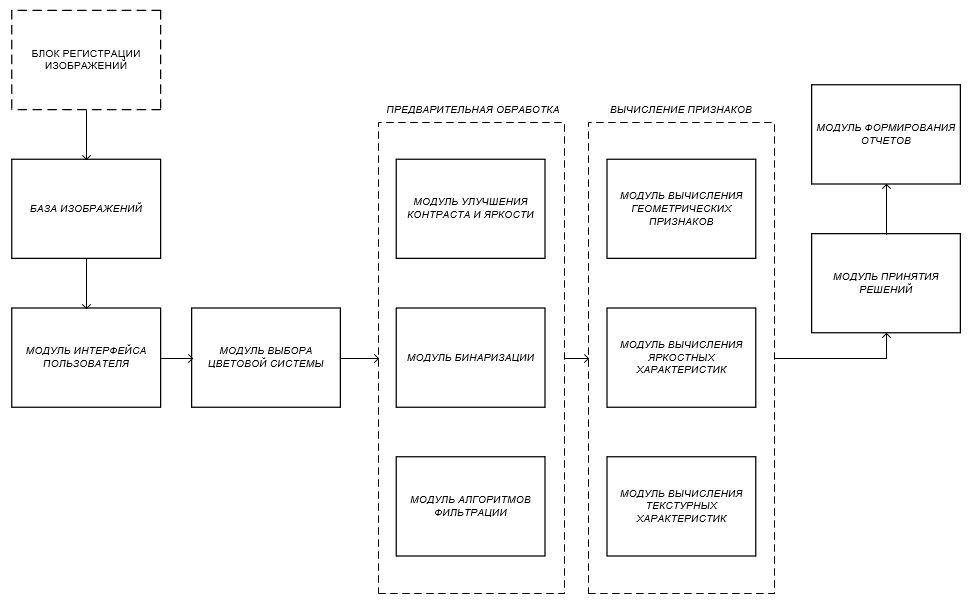 БЛОК РЕГИСТРАЦИИ
ИЗОБРАЖЕНИЙ
БАЗА ИЗОБРАЖЕНИЙ
МОДУЛЬ ИНТЕРФЕЙСА
ПОЛЬЗОВАТЕЛЯ
МОДУЛЬ ВЫБОРА
ЦВЕТОВОЙ СИСТЕМЫ
ПРЕДВАРИТЕЛЬНАЯ ОБРАБОТКА
МОДУЛЬ УЛУЧШЕНИЯ
КОНТРАСТА И ЯРКОСТИ
МОДУЛЬ БИНАРИЗАЦИИ
МОДУЛЬ АЛГОРИТМОВ
ФИЛЬТРАЦИИ
ВЫЧИСЛЕНИЕ ПРИЗНАКОВ
МОДУЛЬ ВЫЧИСЛЕНИЯ
ГЕОМЕТРИЧЕСКИХ
ПРИЗНАКОВ
МОДУЛЬ ВЫЧИСЛЕНИЯ
ЯРКОСТНЫХ
ХАРАКТЕРИСТИК
МОДУЛЬ ВЫЧИСЛЕНИЯ
ТЕКСТУРНЫХ
ХАРАКТЕРИСТИК
МОДУЛЬ ФОРМИРОВАНИЯ
ОТЧЕТОВ
МОДУЛЬ ПРИНЯТИЯ
РЕШЕНИЙ